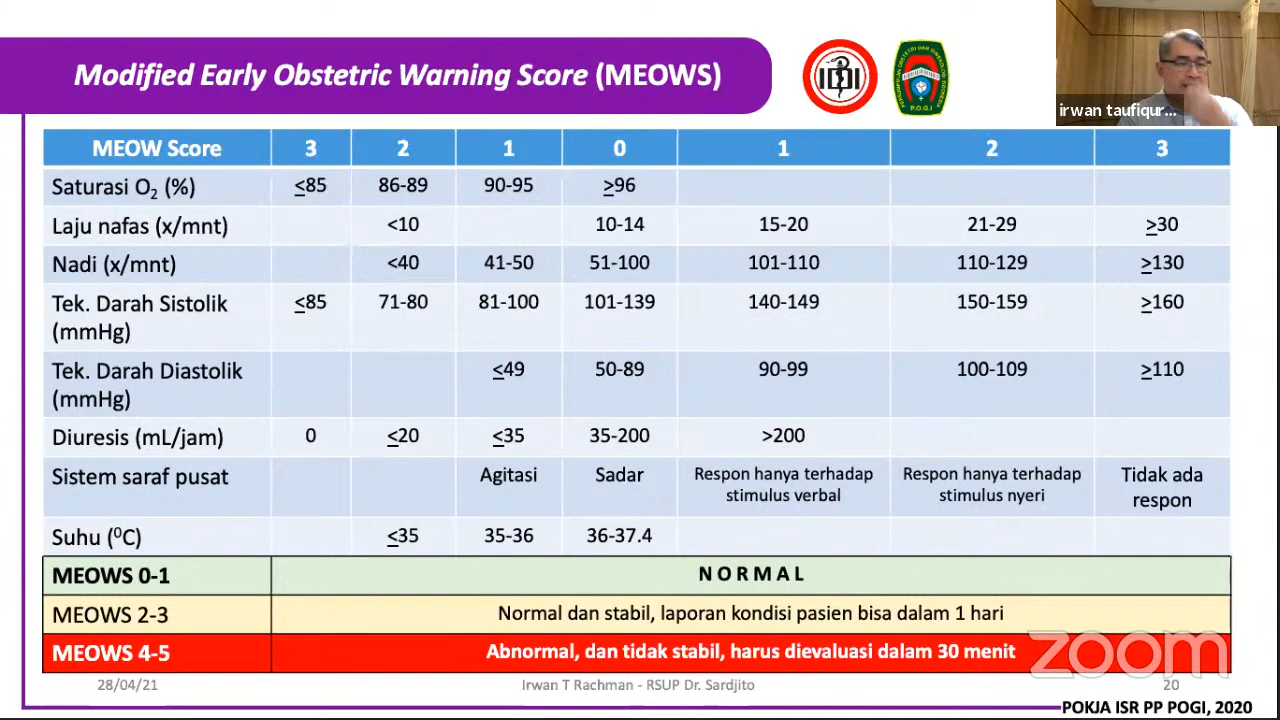 Modified Early Obstetric Warning Score (MEOWS)
irwan taufiqur...
MEOW Score 3 2 1 0 1 2 3
Saturasi O₂ (%) ≤85 86-89 90-95 ≥96
Laju nafas (x/mnt) <10 10-14 15-20 21-29 ≥30
Nadi (x/mnt) <40 41-50 51-100 101-110 110-129 ≥130
Tek. Darah Sistolik ≤85 71-80 81-100 101-139 140-149 150-159 ≥160
(mmHg)
Tek. Darah Diastolik ≤49 50-89 90-99 100-109 ≥110
(mmHg)
Diuresis (mL/jam) 0 ≤20 ≤35 35-200 >200
Sistem saraf pusat Agitasi Sadar Respon hanya terhadap Respon hanya terhadap Tidak ada
stimulus verbal stimulus nyeri respon
Suhu (⁰C) ≤35 35-36 36-37.4
MEOWS 0-1 NORMAL
MEOWS 2-3 Normal dan stabil, laporan kondisi pasien bisa dalam 1 hari
MEOWS 4-5 Abnormal, dan tidak stabil, harus dievaluasi dalam 30 menit
zoom
28/04/21 Irwan T Rachman - RSUP Dr. Sardjito 20
POKJA ISR PP POGI, 2020